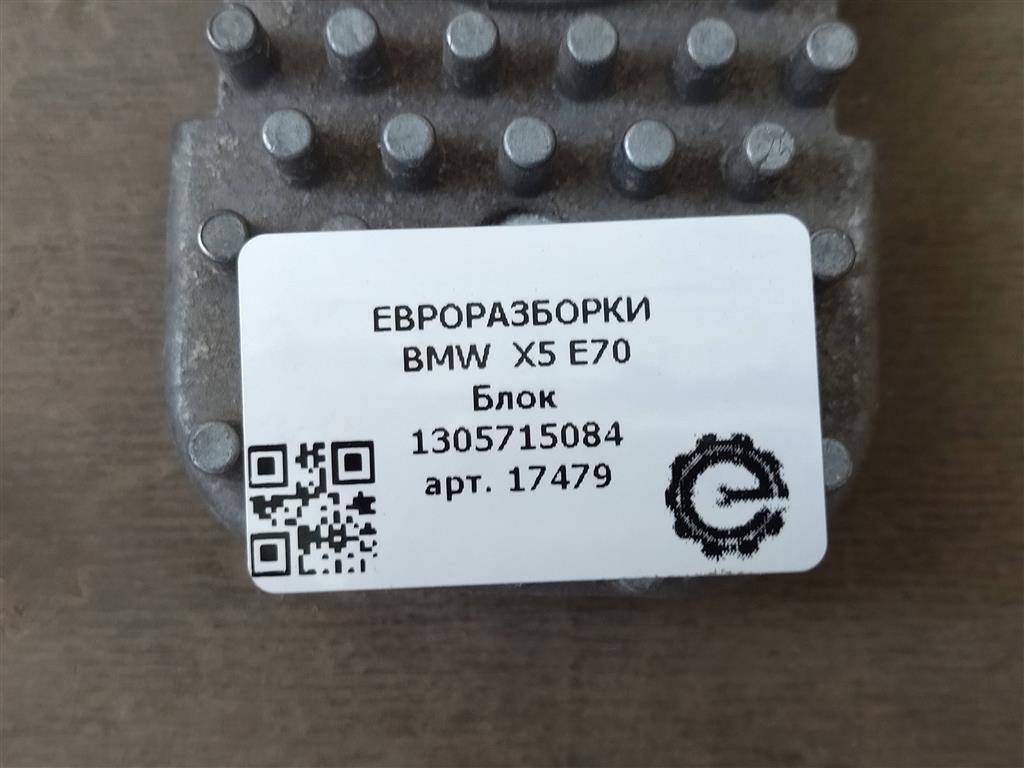 ЕВРОРАЗБОРКИ
BMW X5 E70
Блок
1305715084
арт. 17479